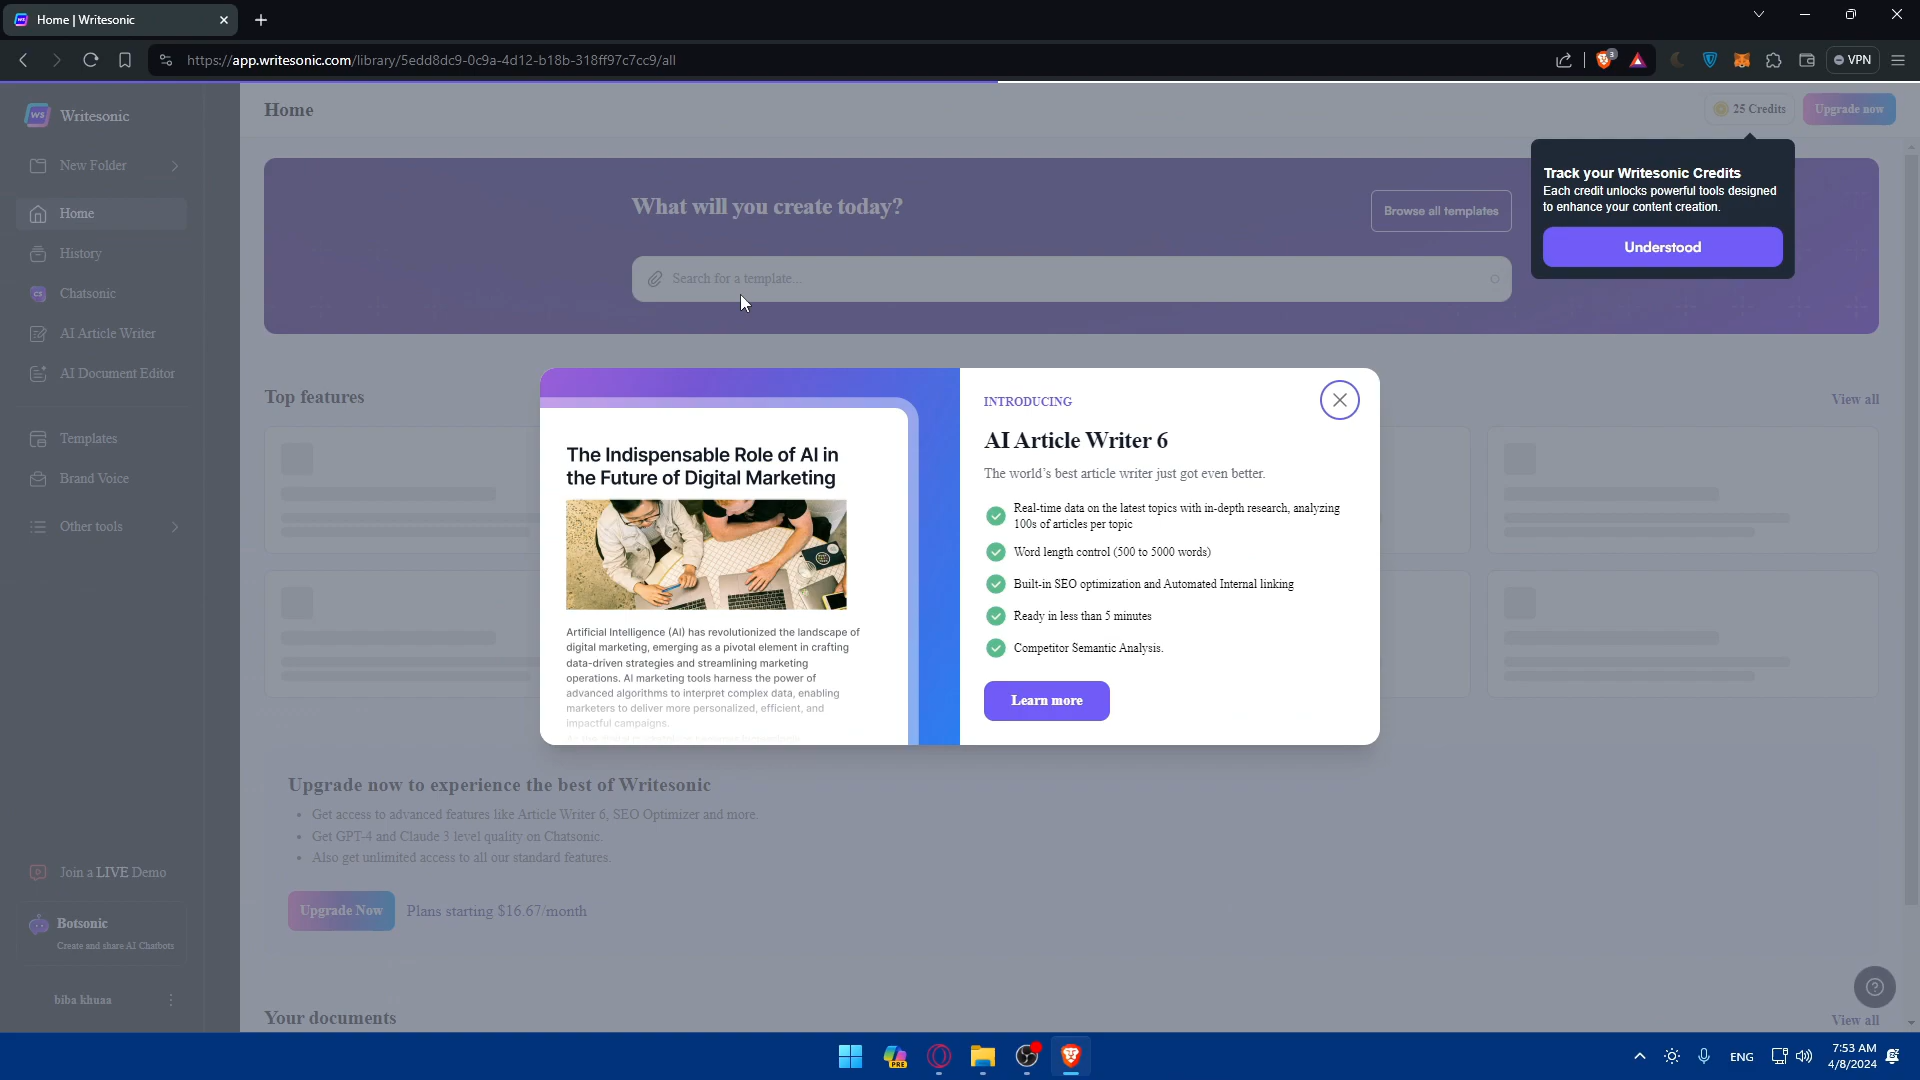 Home | Writesonic
https://app.writesonic.com/library/5edd8dc9-0c9a-4d12-b18b-318ff97c7cc9/all
3
VPN
WS
Writesonic
Home
25 Credits
Upgrade now
New Folder
Home
History
CS
Chatsonic
AI Article Writer
AI Document Editor
Templates
Brand Voice
Other tools
What will you create today?
Browse all templates
Search for a template...
Track your Writesonic Credits
Each credit unlocks powerful tools designed
to enhance your content creation.
Understood
Top features
View all
The Indispensable Role of AI in
the Future of Digital Marketing
Artificial Intelligence (AI) has revolutionized the landscape of
digital marketing, emerging as a pivotal element in crafting
data-driven strategies and streamlining marketing
operations. AI marketing tools harness the power of
advanced algorithms to interpret complex data, enabling
marketers to deliver more personalized, efficient, and
impactful campaigns.
INTRODUCING
AI Article Writer 6
The world's best article writer just got even better.
Real-time data on the latest topics with in-depth research, analyzing
100s of articles per topic
Word length control (500 to 5000 words)
Built-in SEO optimization and Automated Internal linking
Ready in less than 5 minutes
Competitor Semantic Analysis.
Learn more
Upgrade now to experience the best of Writesonic
• Get access to advanced features like Article Writer 6, SEO Optimizer and more.
• Get GPT-4 and Claude 3 level quality on Chatsonic.
• Also get unlimited access to all our standard features.
Upgrade Now
Plans starting $16.67/month
Join a LIVE Demo
Botsonic
Create and share AI Chatbots
biba khuaa
Your documents
View all
PRE
ENG
7:53 AM
4/8/2024